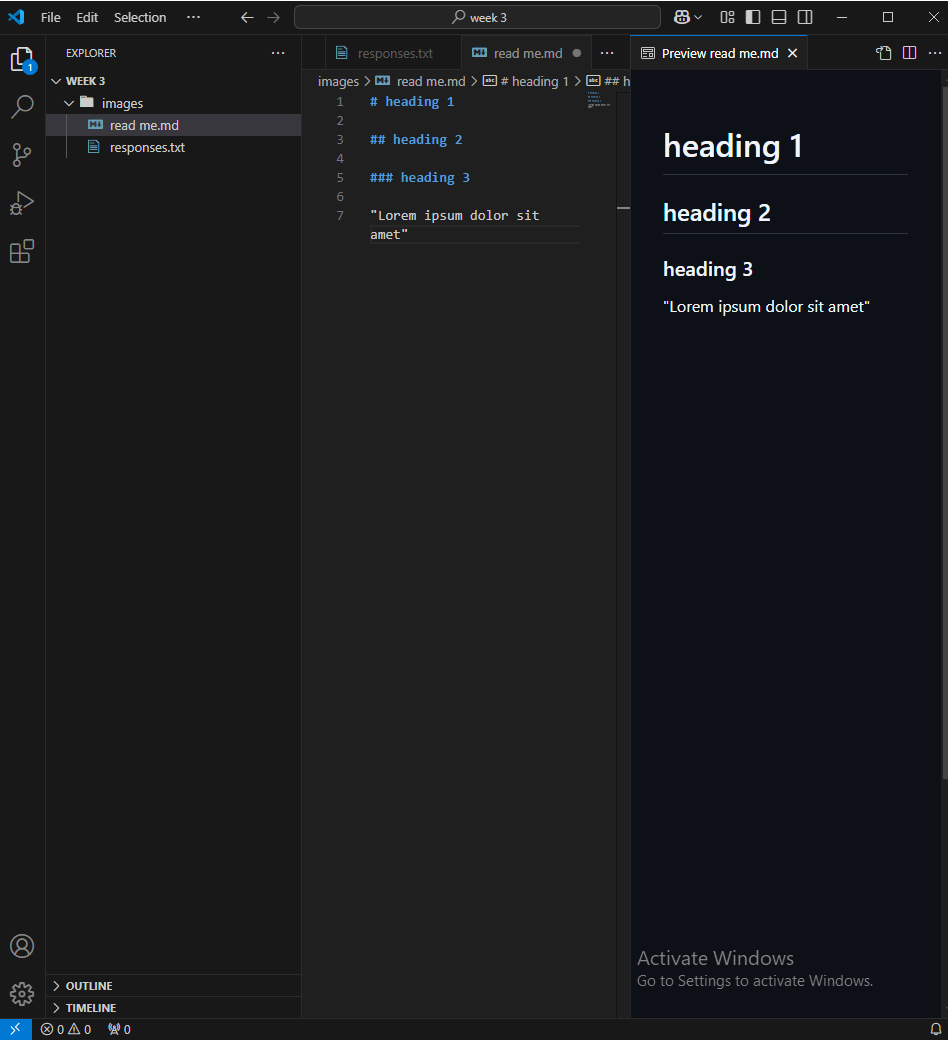 File Edit Selection ··· week 3
EXPLORER ···
1
WEEK 3
images
read me.md
responses.txt
responses.txt read me.md ···
images > read me.md > # heading 1 > ## h
1 # heading 1
2
3 ## heading 2
4
5 ### heading 3
6
7 "Lorem ipsum dolor sit
amet"
Preview read me.md ···
heading 1
heading 2
heading 3
"Lorem ipsum dolor sit amet"
Activate Windows
Go to Settings to activate Windows.
OUTLINE
TIMELINE
0 0 0